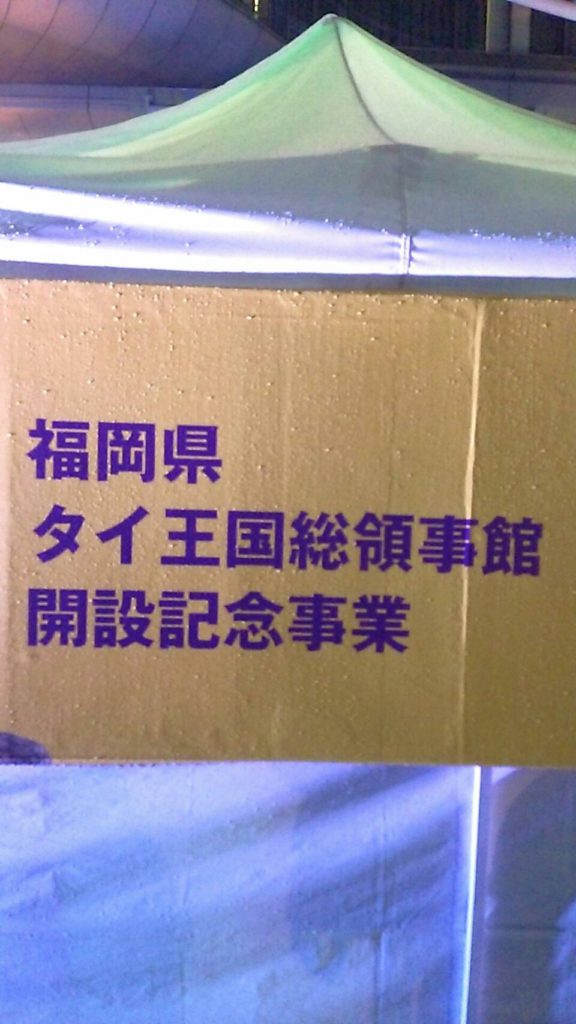 福岡県
タイ王国総領事館
開設記念事業